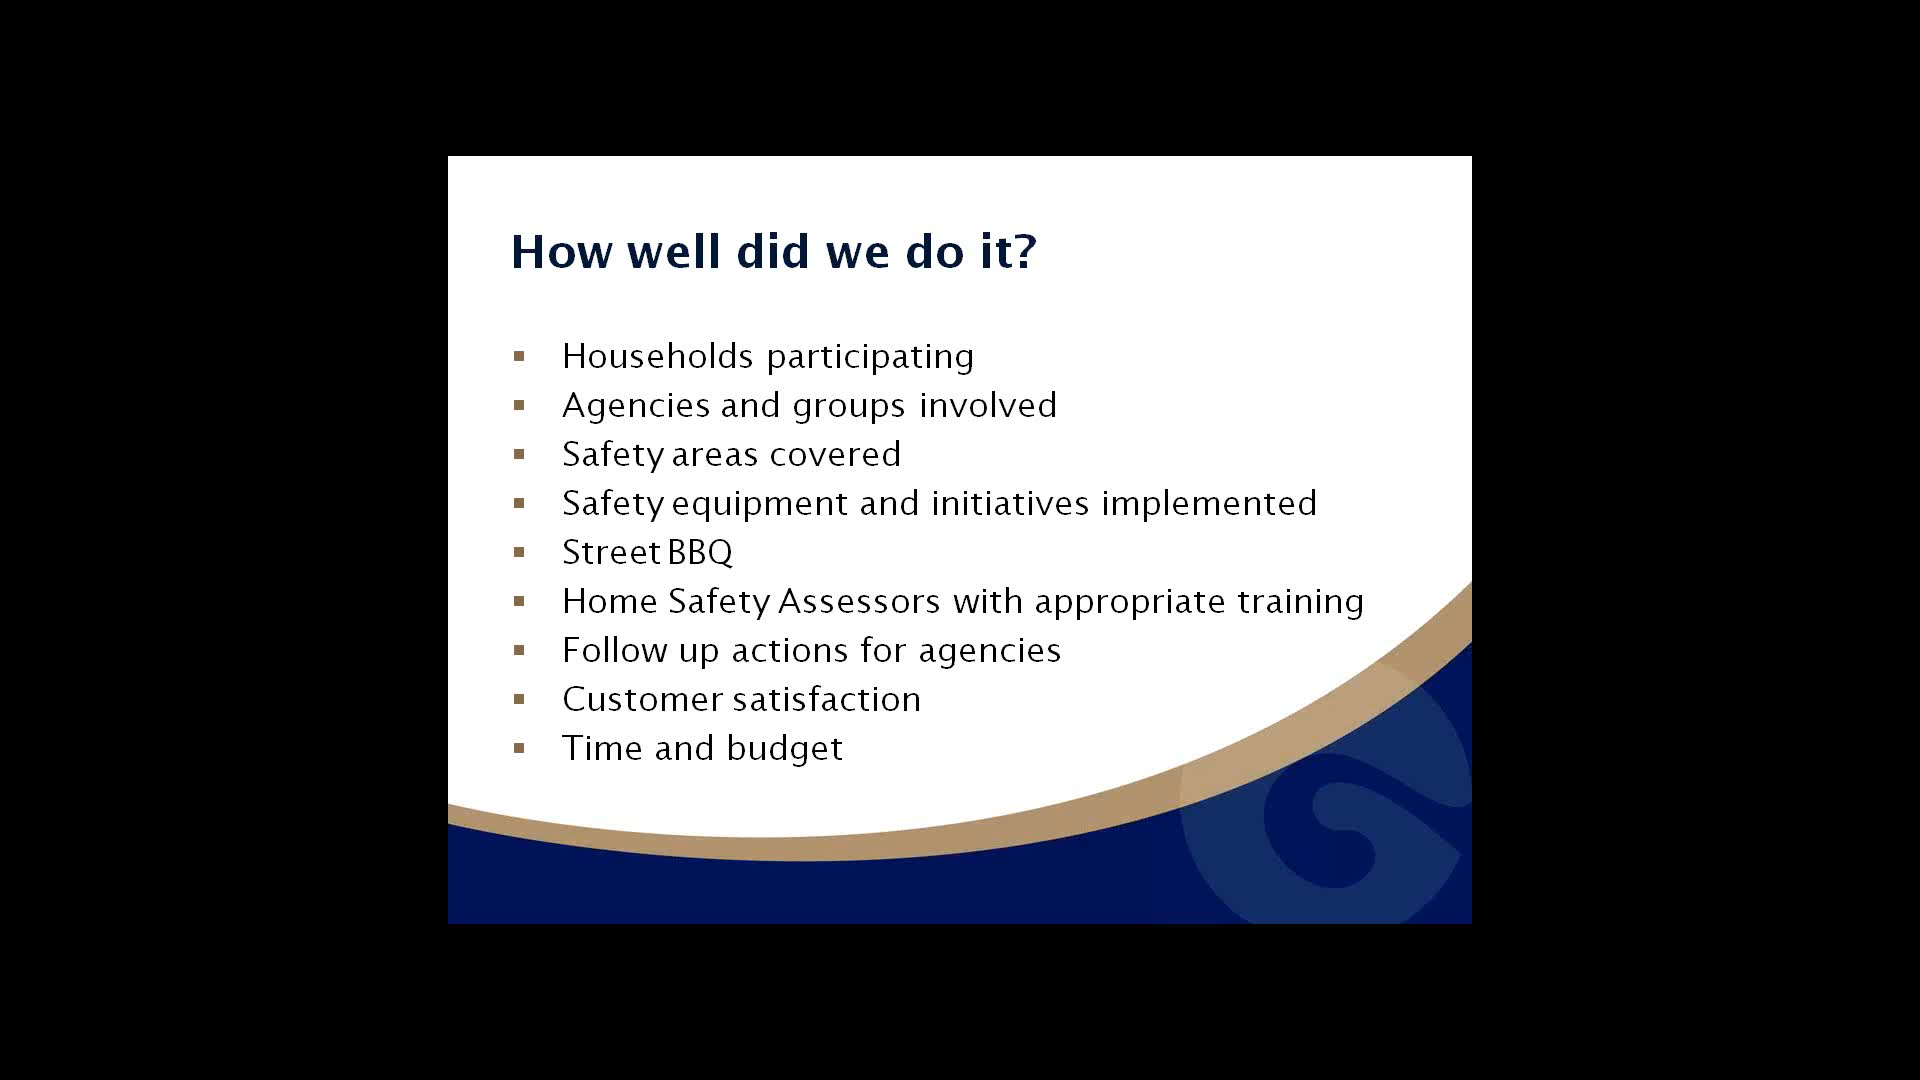 How well did we do it?
▪ Households participating
▪ Agencies and groups involved
▪ Safety areas covered
▪ Safety equipment and initiatives implemented
▪ Street BBQ
▪ Home Safety Assessors with appropriate training
▪ Follow up actions for agencies
▪ Customer satisfaction
▪ Time and budget